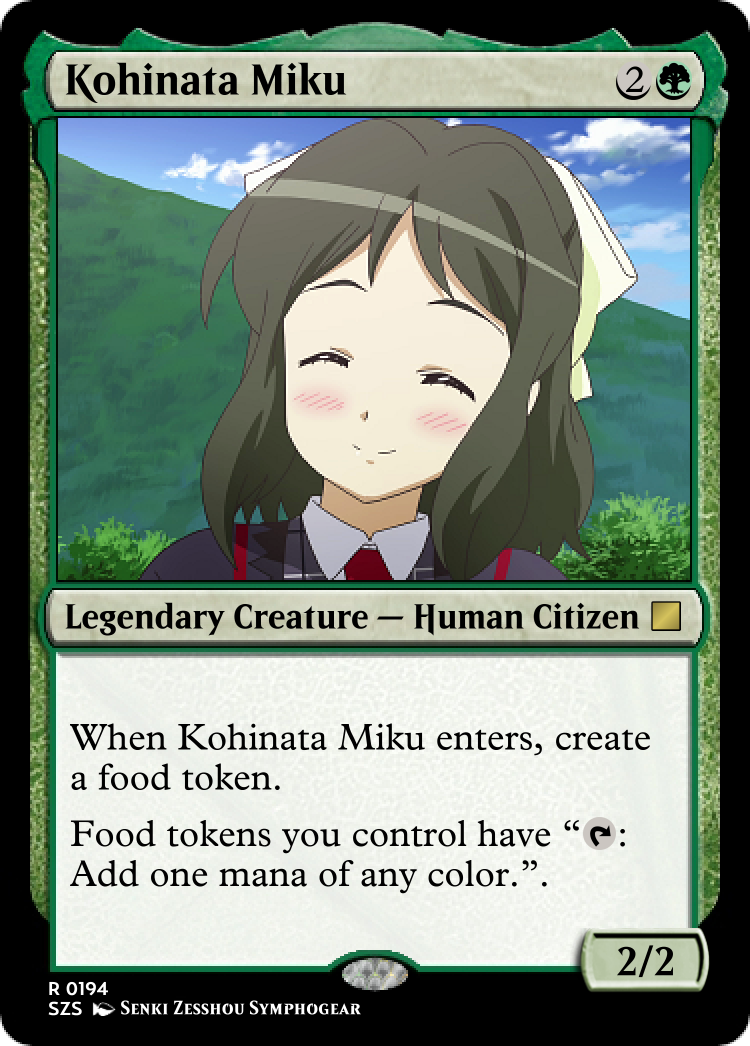 Kohinata Miku 2
Legendary Creature — Human Citizen
When Kohinata Miku enters, create
a food token.
Food tokens you control have “:
Add one mana of any color.”.
2/2
R 0194
SZS SENKI ZESSHOU SYMPHOGEAR